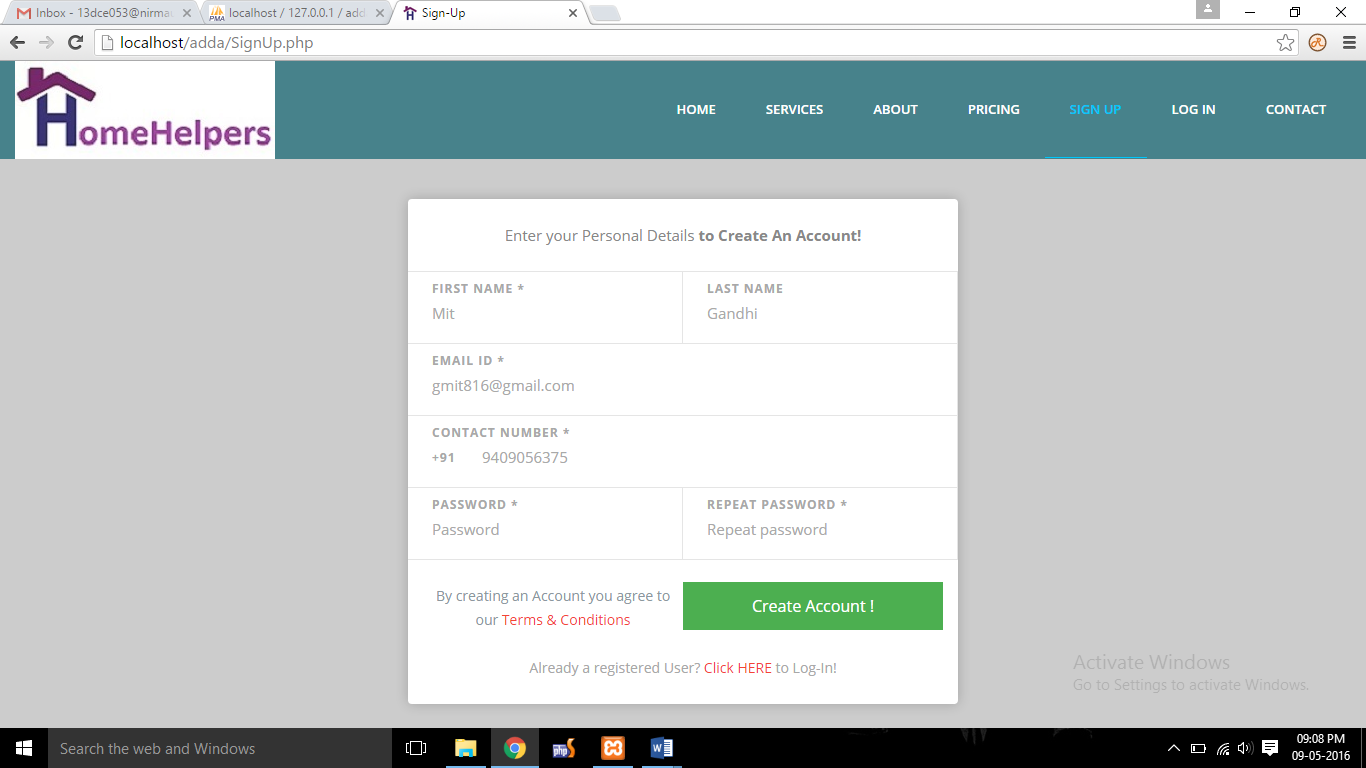 Inbox - 13dce053@nirmau
localhost / 127.0.0.1 / add
Sign-Up
localhost/adda/SignUp.php
HomeHelpers
HOME SERVICES ABOUT PRICING SIGN UP LOG IN CONTACT
Enter your Personal Details to Create An Account!
FIRST NAME * LAST NAME
Mit Gandhi
EMAIL ID *
gmit816@gmail.com
CONTACT NUMBER *
+91 9409056375
PASSWORD * REPEAT PASSWORD *
Password Repeat password
By creating an Account you agree to
our Terms & Conditions
Create Account !
Already a registered User? Click HERE to Log-In!
Activate Windows
Go to Settings to activate Windows.
Search the web and Windows
09:08 PM
09-05-2016